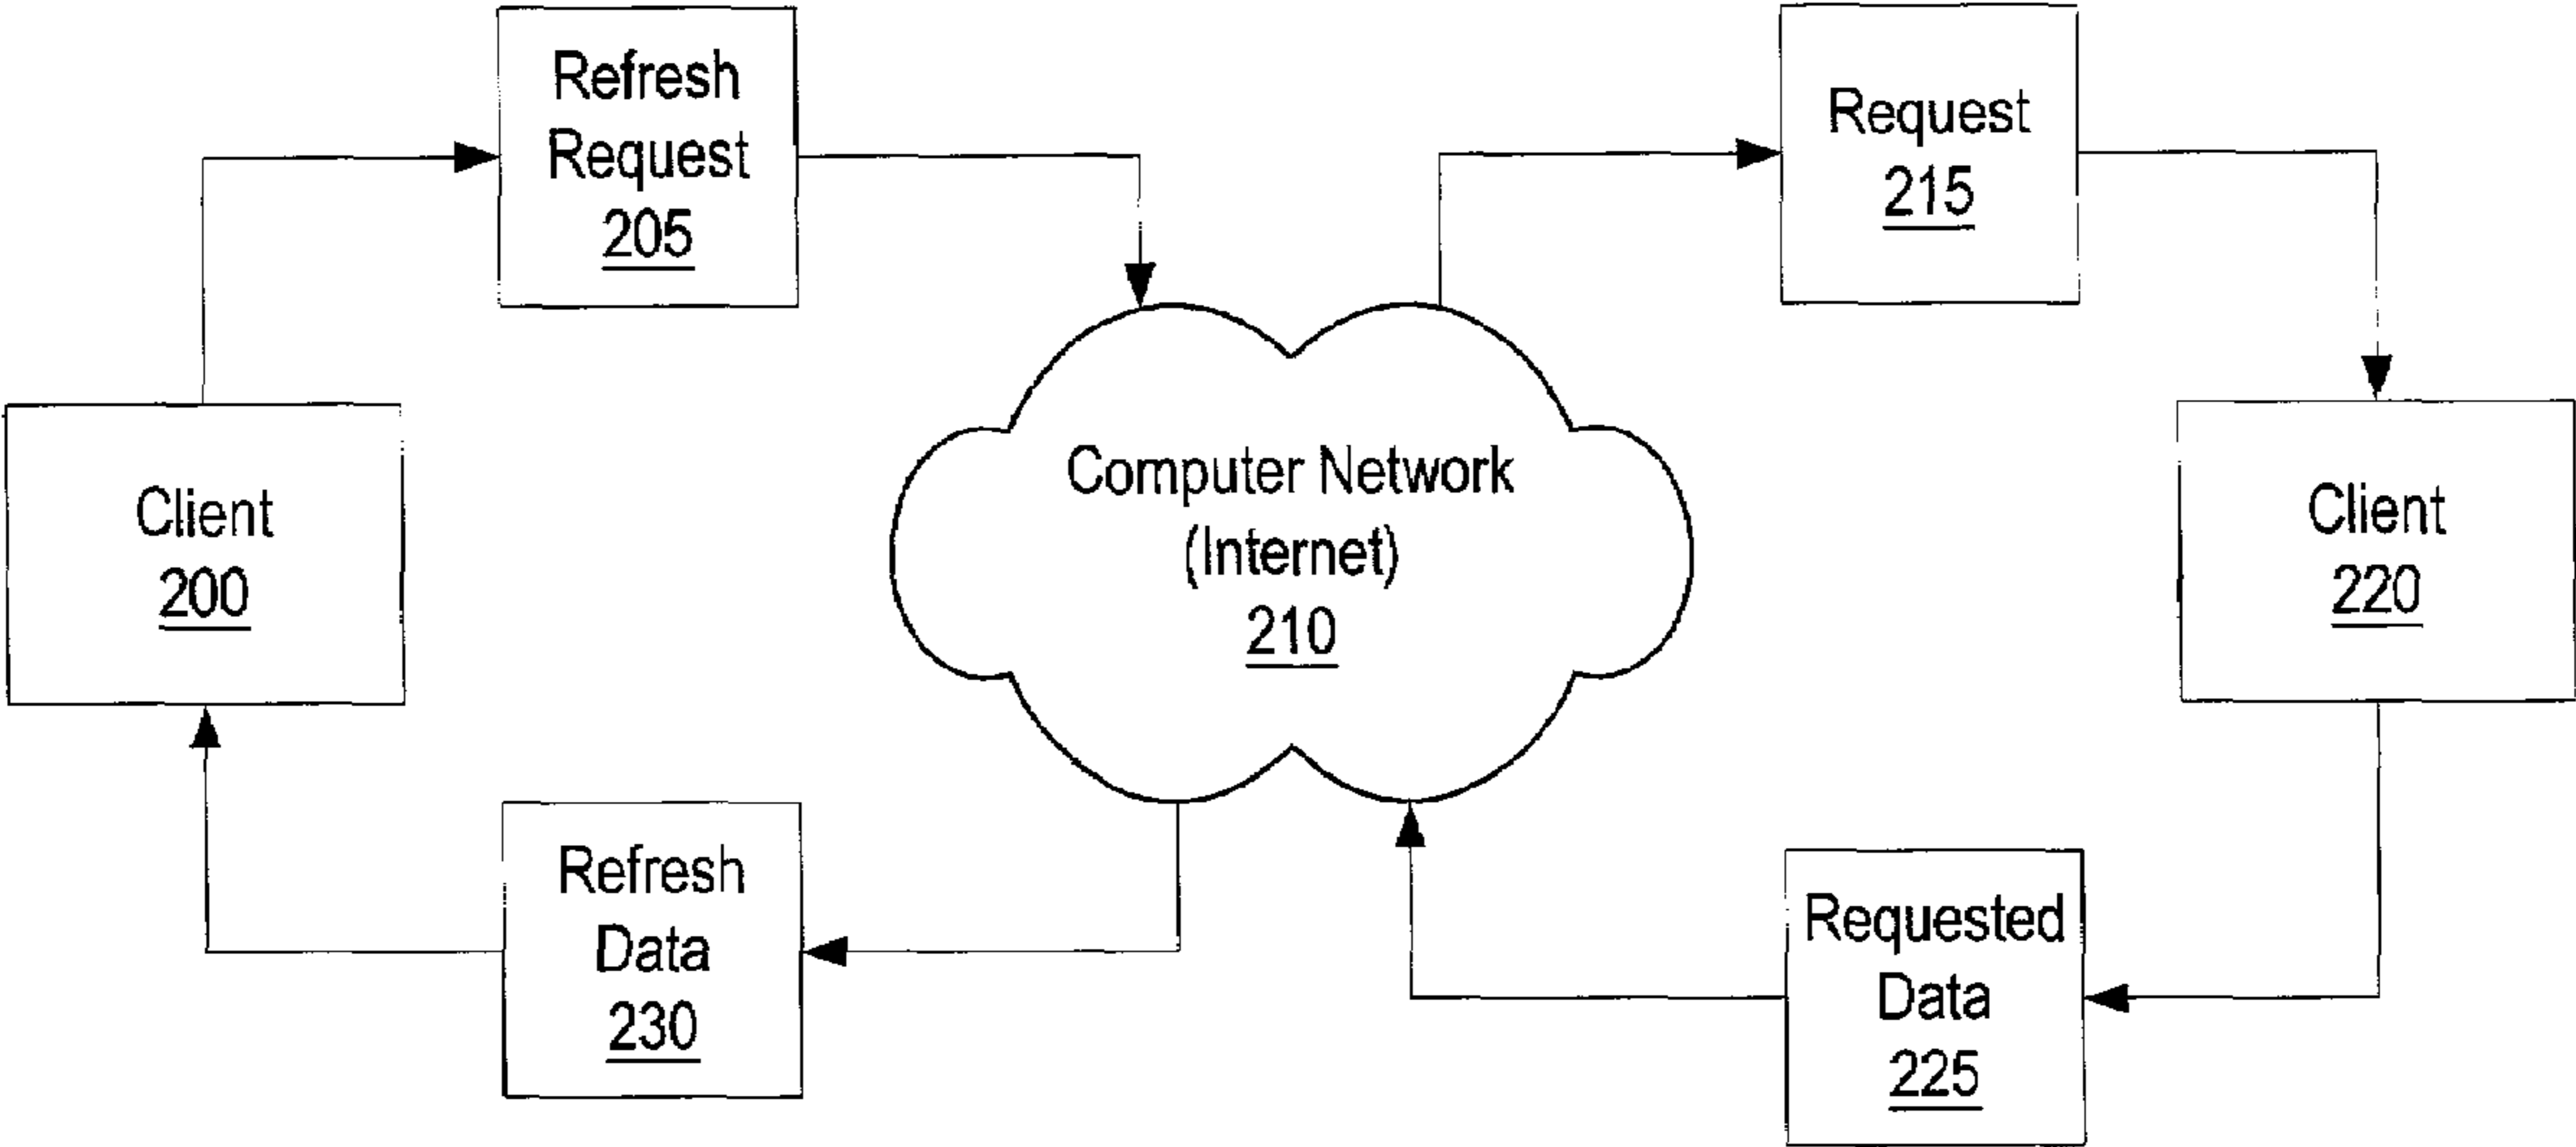 Refresh
Request
205
Request
215
Client
200
Computer Network
(Internet)
210
Client
220
Refresh
Data
230
Requested
Data
225